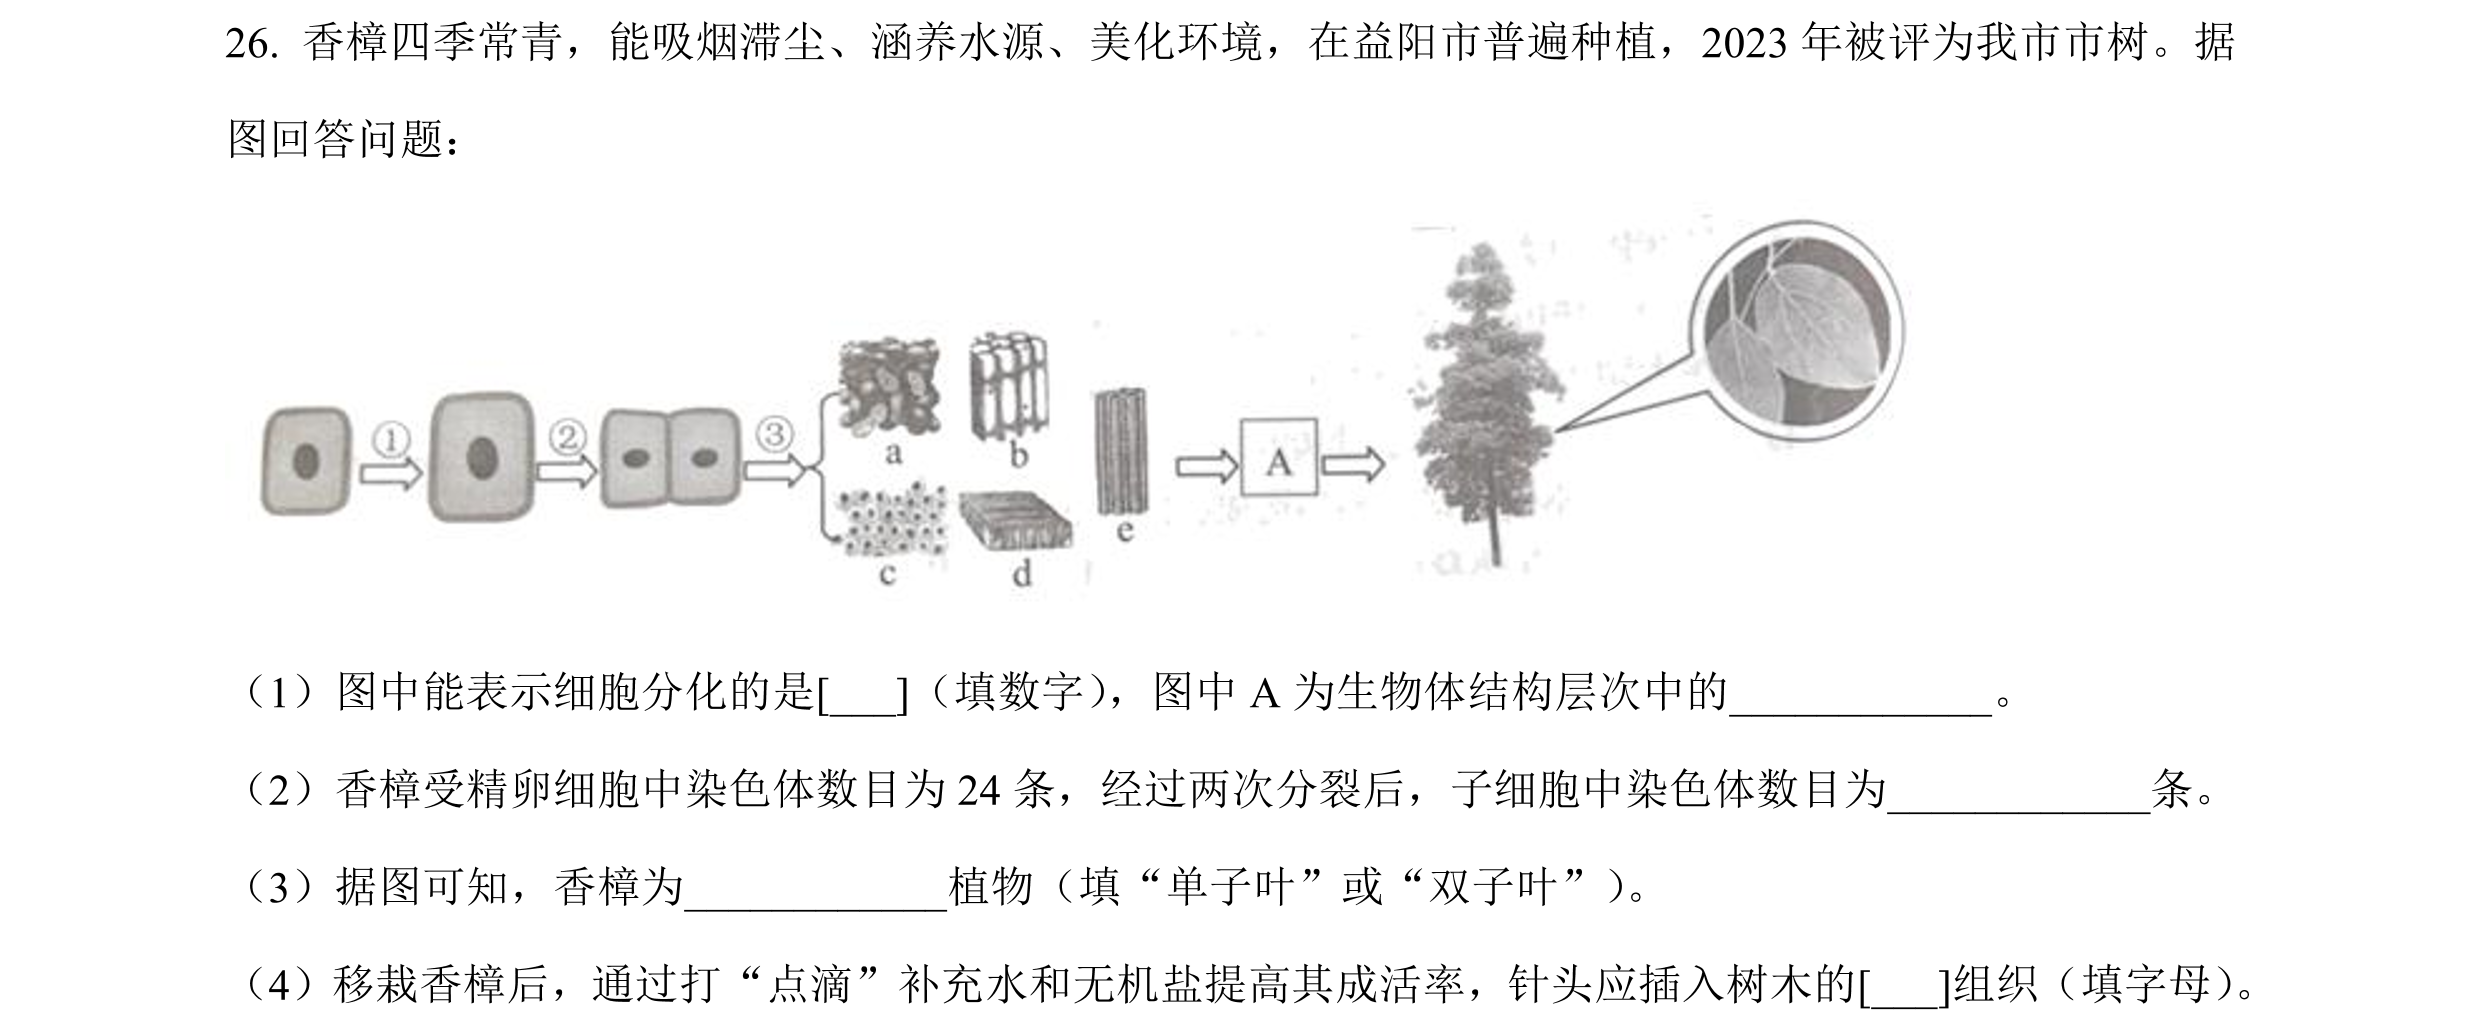 26. 香樟四季常青，能吸烟滞尘、涵养水源、美化环境，在益阳市普遍种植，2023 年被评为我市市树。据
图回答问题：
① ② ③ a b c d e A
（1）图中能表示细胞分化的是[___]（填数字），图中 A 为生物体结构层次中的____________。
（2）香樟受精卵细胞中染色体数目为 24 条，经过两次分裂后，子细胞中染色体数目为____________条。
（3）据图可知，香樟为____________植物（填“单子叶”或“双子叶”）。
（4）移栽香樟后，通过打“点滴”补充水和无机盐提高其成活率，针头应插入树木的[___]组织（填字母）。